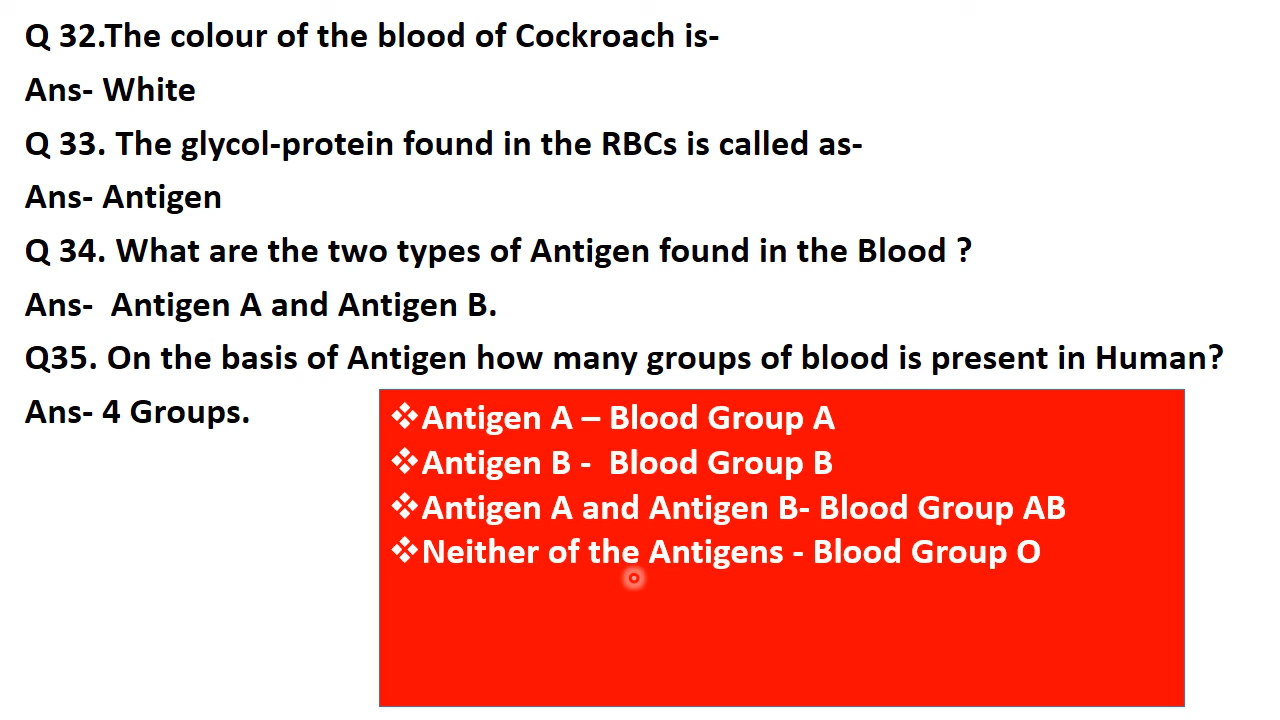 Q 32.The colour of the blood of Cockroach is-
Ans- White
Q 33. The glycol-protein found in the RBCs is called as-
Ans- Antigen
Q 34. What are the two types of Antigen found in the Blood ?
Ans-  Antigen A and Antigen B.
Q35. On the basis of Antigen how many groups of blood is present in Human?
Ans- 4 Groups.
❖Antigen A – Blood Group A
❖Antigen B -  Blood Group B
❖Antigen A and Antigen B- Blood Group AB
❖Neither of the Antigens - Blood Group O